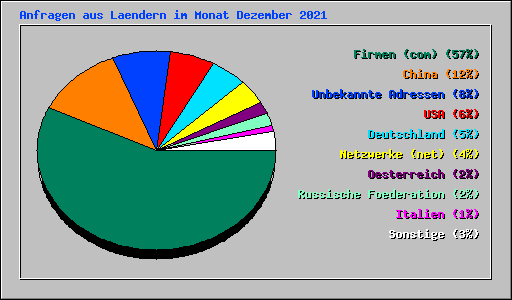 Anfragen aus Laendern im Monat Dezember 2021
Firmen (com) (57%)
China (12%)
Unbekannte Adressen (8%)
USA (6%)
Deutschland (5%)
Netzwerke (net) (4%)
Oesterreich (2%)
Russische Foederation (2%)
Italien (1%)
Sonstige (3%)